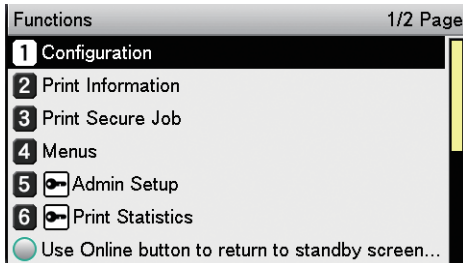 Functions 1/2 Page
1 Configuration
2 Print Information
3 Print Secure Job
4 Menus
5 Admin Setup
6 Print Statistics
Use Online button to return to standby screen...